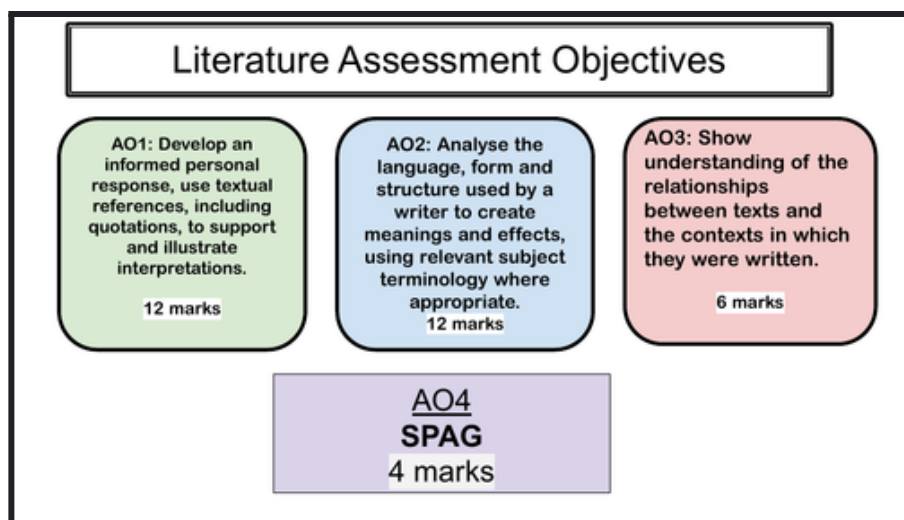 Literature Assessment Objectives
AO1: Develop an
informed personal
response, use textual
references, including
quotations, to support
and illustrate
interpretations.
12 marks
AO2: Analyse the
language, form and
structure used by a
writer to create
meanings and effects,
using relevant subject
terminology where
appropriate.
12 marks
AO3: Show
understanding of the
relationships
between texts and
the contexts in which
they were written.
6 marks
AO4
SPAG
4 marks